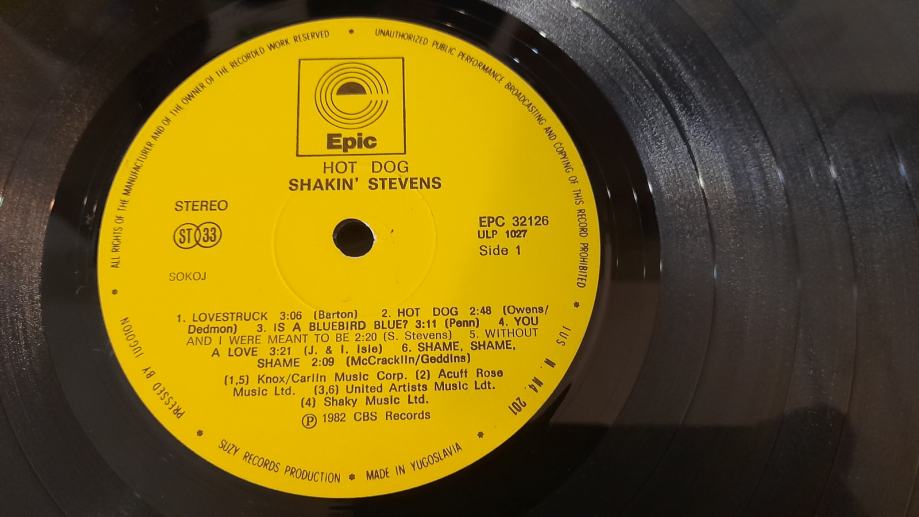 ALL RIGHTS OF THE MANUFACTURER AND OF THE OWNER OF THE RECORDED WORK RESERVED * UNAUTHORIZED PUBLIC PERFORMANCE BROADCASTING AND COPYING OF THIS RECORD PROHIBITED *
Epic
HOT DOG
SHAKIN' STEVENS
STEREO
ST 33
SOKOJ
EPC 32126
ULP 1027
Side 1
1. LOVESTRUCK 3:06 (Barton) 2. HOT DOG 2:48 (Owens/
Dedmon) 3. IS A BLUEBIRD BLUE? 3:11 (Penn) 4. YOU
AND I WERE MEANT TO BE 2:20 (S. Stevens) 5. WITHOUT
A LOVE 3:21 (J. & I. Isle) 6. SHAME, SHAME,
SHAME 2:09 (McCracklin/Geddins)
(1,5) Knox/Carlin Music Corp. (2) Acuff Rose
Music Ltd. (3,6) United Artists Music Ldt.
(4) Shaky Music Ltd.
℗ 1982 CBS Records
* PRESSED BY JUGOTON * SUZY RECORDS PRODUCTION * MADE IN YUGOSLAVIA * JUS N. N4. 201